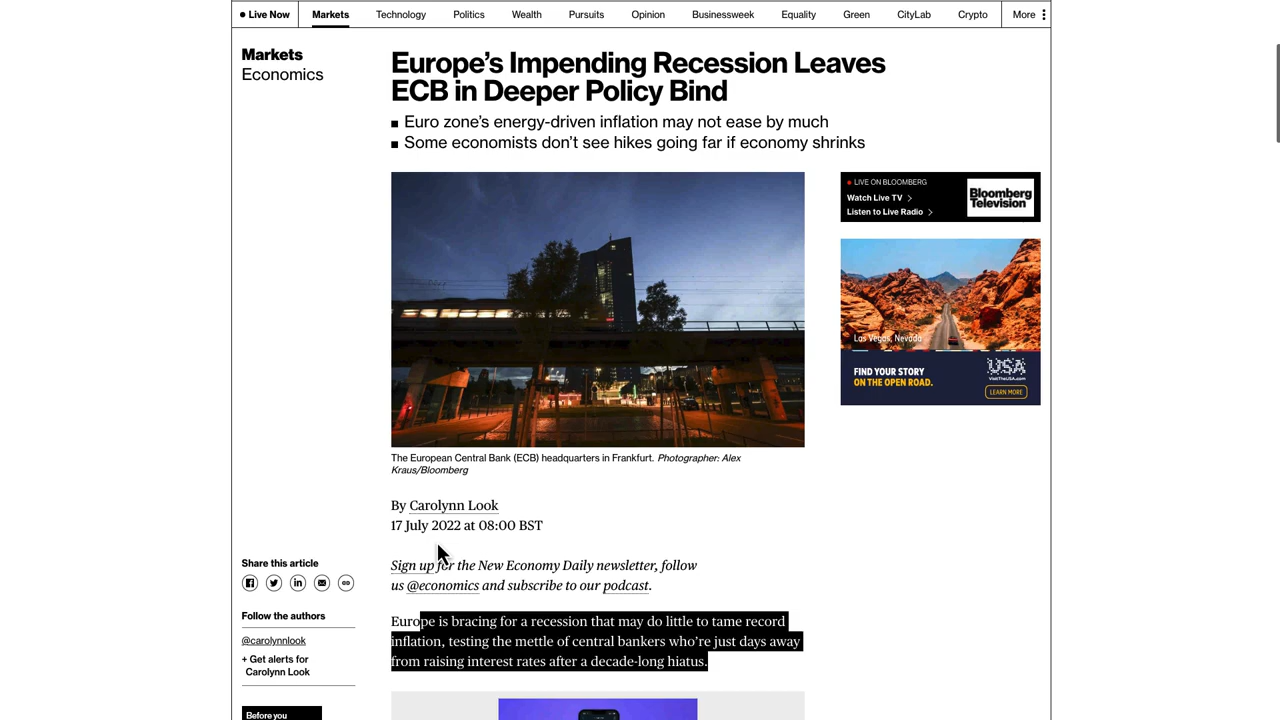 Live Now
Markets
Technology
Politics
Wealth
Pursuits
Opinion
Businessweek
Equality
Green
CityLab
Crypto
More
Markets
Economics
Europe's Impending Recession Leaves
ECB in Deeper Policy Bind
Euro zone's energy-driven inflation may not ease by much
Some economists don't see hikes going far if economy shrinks
LIVE ON BLOOMBERG
Watch Live TV
Listen to Live Radio
Bloomberg
Television
Las Vegas, Nevada
FIND YOUR STORY
ON THE OPEN ROAD.
USA
VisitTheUSA.com
LEARN MORE
The European Central Bank (ECB) headquarters in Frankfurt. Photographer: Alex
Kraus/Bloomberg
By Carolynn Look
17 July 2022 at 08:00 BST
Sign up for the New Economy Daily newsletter, follow
us @economics and subscribe to our podcast.
Europe is bracing for a recession that may do little to tame record
inflation, testing the mettle of central bankers who're just days away
from raising interest rates after a decade-long hiatus.
Share this article
Follow the authors
@carolynnlook
+ Get alerts for
Carolynn Look
Before you